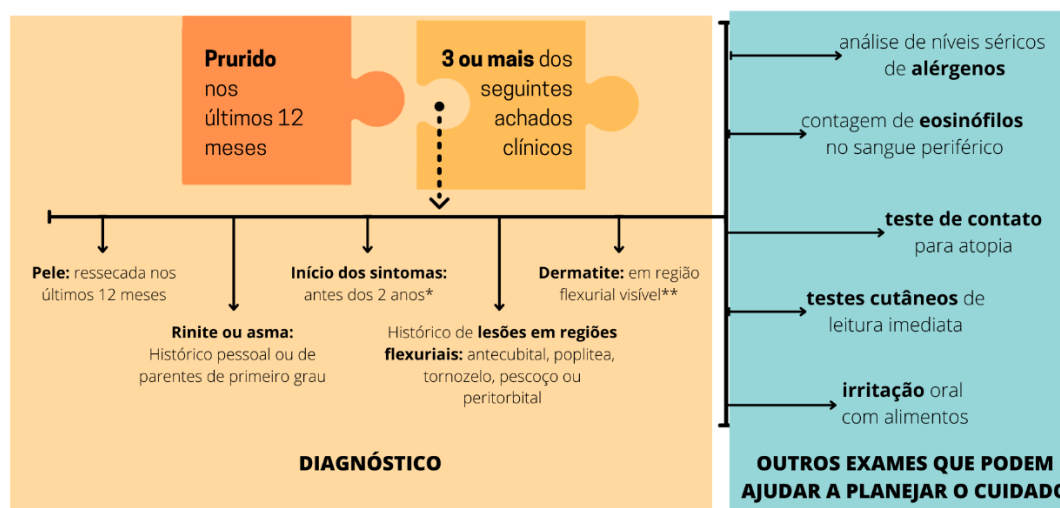 Prurido
nos
últimos 12
meses
3 ou mais dos
seguintes
achados
clínicos
Pele: ressecada nos
últimos 12 meses
Rinite ou asma:
Histórico pessoal ou de
parentes de primeiro grau
Início dos sintomas:
antes dos 2 anos*
Histórico de lesões em regiões
flexuriais: antecubital, poplitea,
tornozelo, pescoço ou
peritorbital
Dermatite: em região
flexurial visível**
DIAGNÓSTICO
análise de níveis séricos
de alérgenos
contagem de eosinófilos
no sangue periférico
teste de contato
para atopia
testes cutâneos de
leitura imediata
irritação oral
com alimentos
OUTROS EXAMES QUE PODEM
AJUDAR A PLANEJAR O CUIDADO